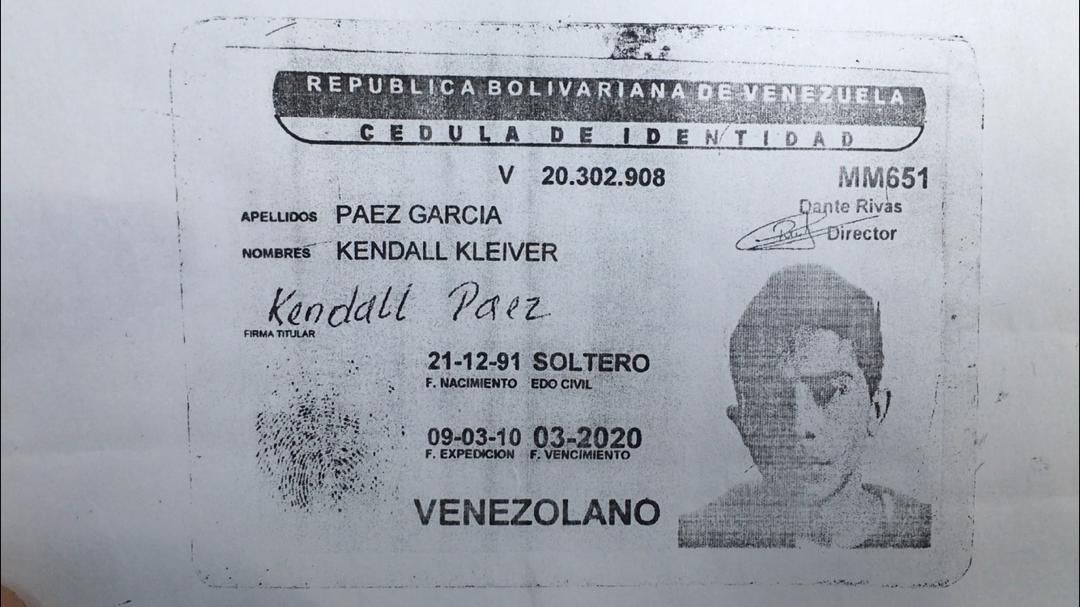 REPUBLICA BOLIVARIANA DE VENEZUELA
CEDULA DE IDENTIDAD
V 20.302.908 MM651
Dante Rivas
Director
APELLIDOS PAEZ GARCIA
NOMBRES KENDALL KLEIVER
Kendall Paez
FIRMA TITULAR
21-12-91 SOLTERO
F. NACIMIENTO EDO CIVIL
09-03-10 03-2020
F. EXPEDICION F. VENCIMIENTO
VENEZOLANO